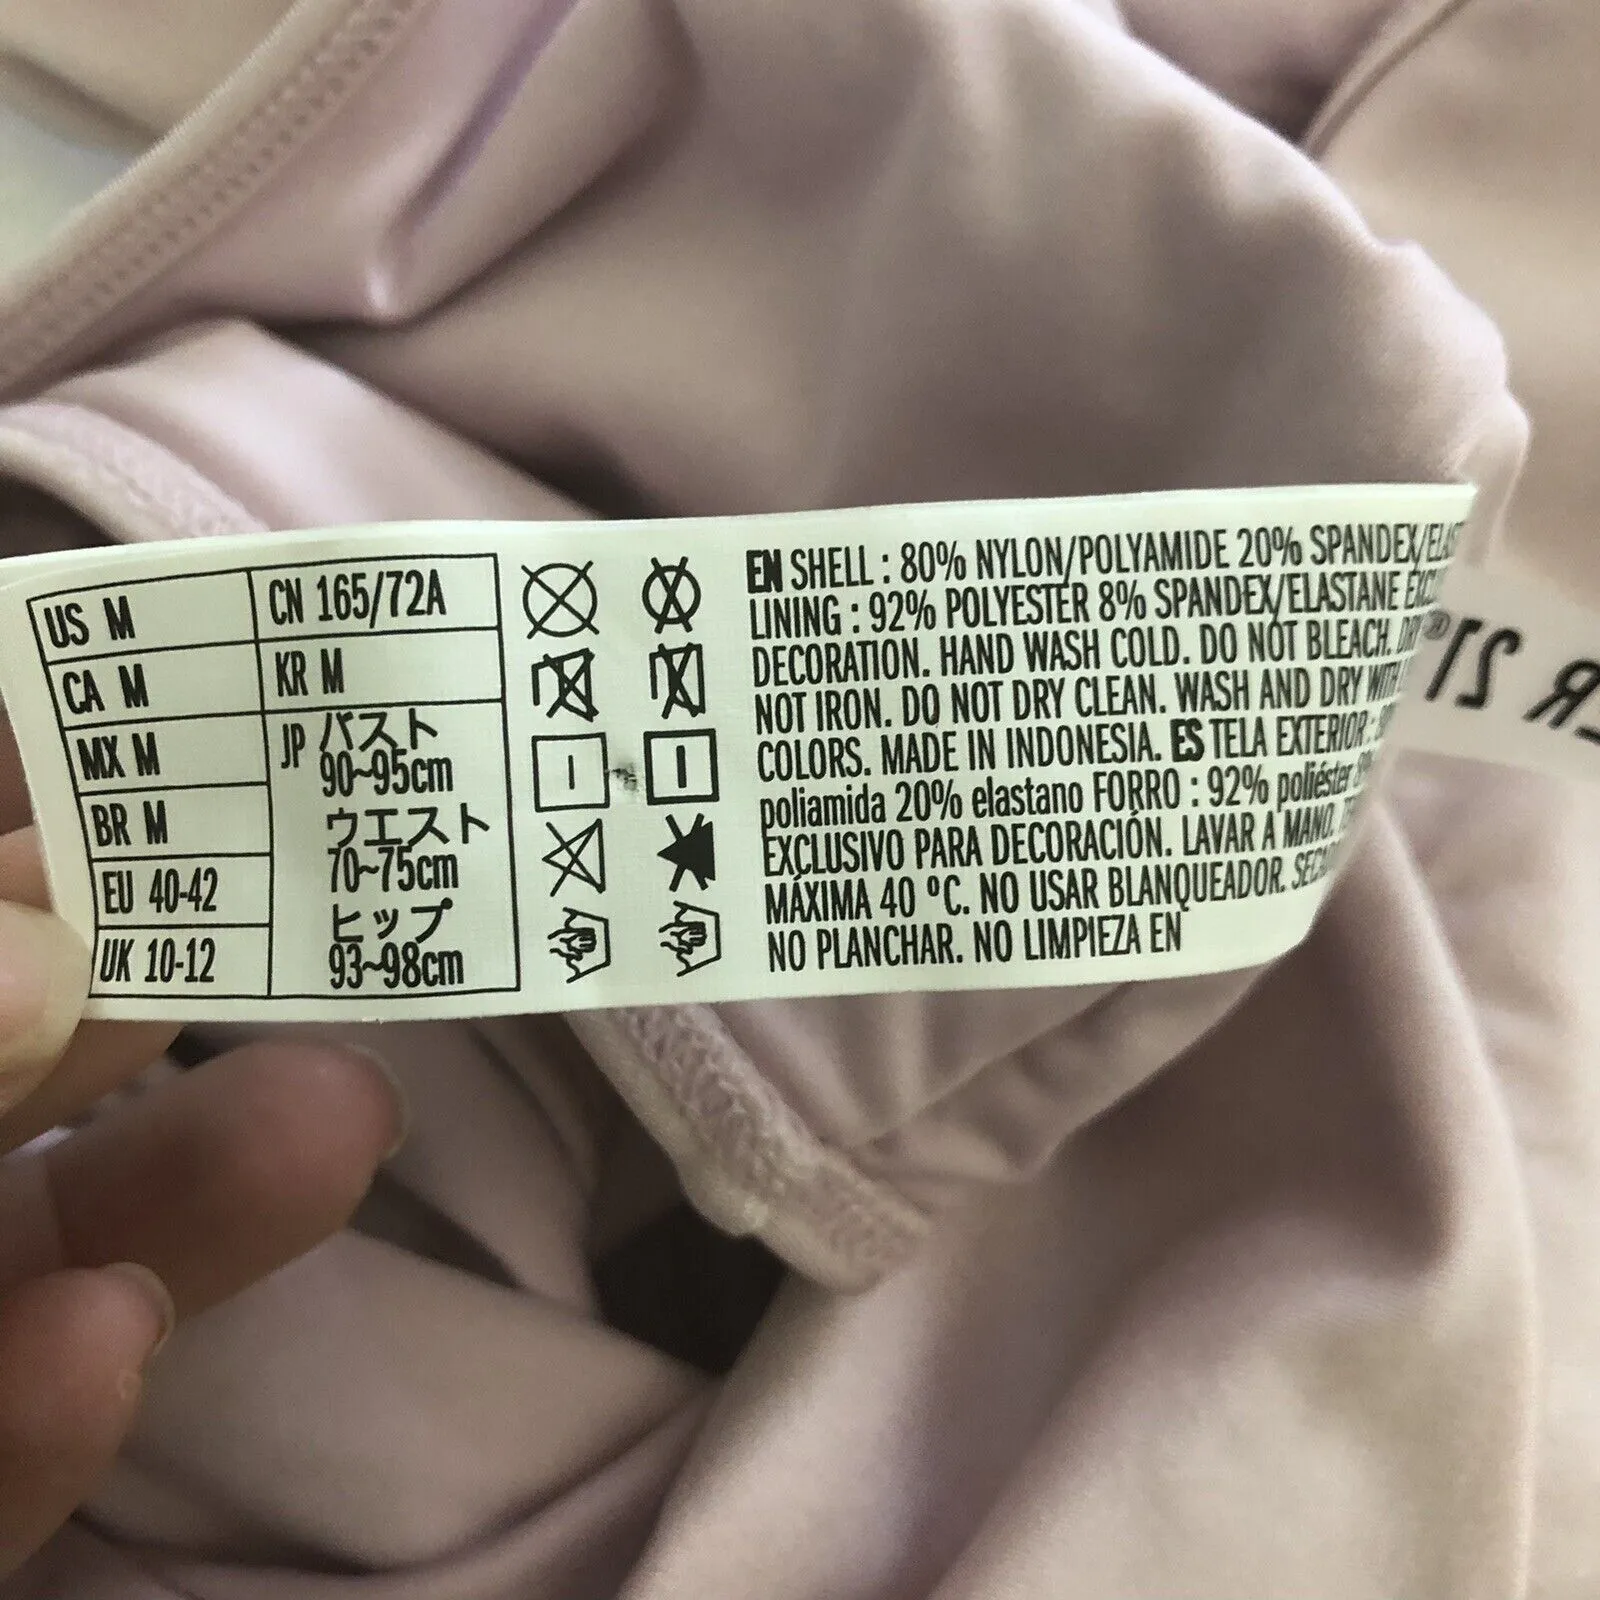 US M
CA M
MX M
BR M
EU 40-42
UK 10-12
CN 165/72A
KR M
JP バスト
90~95cm
ウエスト
70~75cm
ヒップ
93~98cm
EN SHELL : 80% NYLON/POLYAMIDE 20% SPANDEX/
LINING : 92% POLYESTER 8% SPANDEX/ELASTANE
DECORATION. HAND WASH COLD. DO NOT BLEACH.
NOT IRON. DO NOT DRY CLEAN. WASH AND DRY WITH
COLORS. MADE IN INDONESIA. ES TELA EXTERIOR :
poliamida 20% elastano FORRO : 92% poliéster
EXCLUSIVO PARA DECORACIÓN. LAVAR A MANO.
MÁXIMA 40 °C. NO USAR BLANQUEADOR.
NO PLANCHAR. NO LIMPIEZA EN
ER 21®